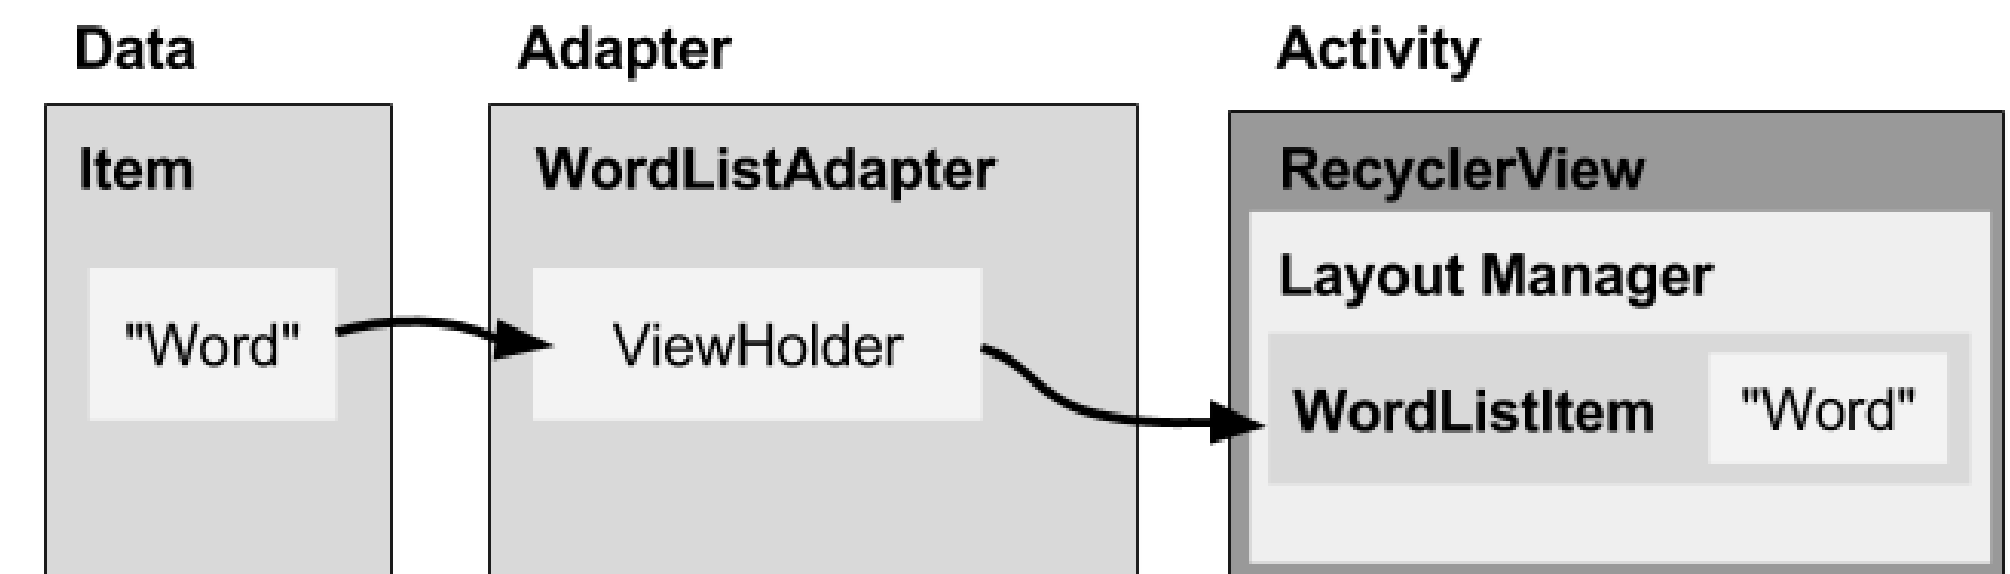 Data
Item
"Word"
Adapter
WordListAdapter
ViewHolder
Activity
RecyclerView
Layout Manager
WordListItem "Word"